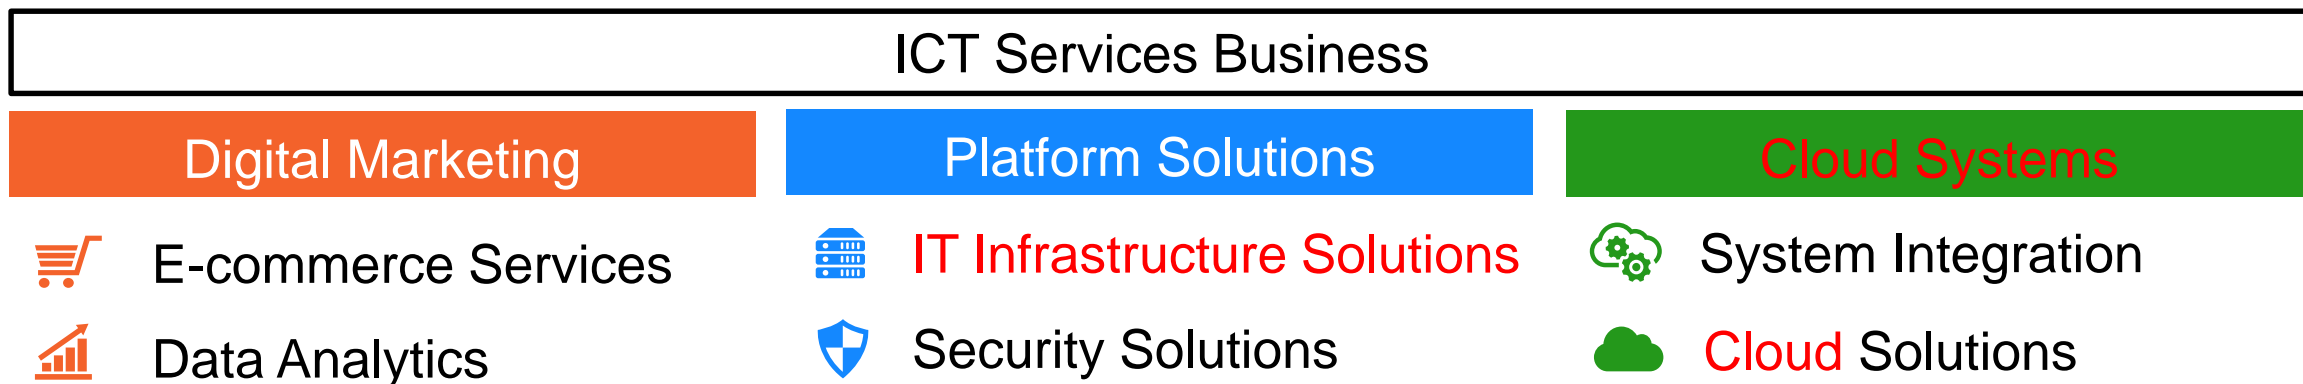 ICT Services Business
Digital Marketing
E-commerce Services
Data Analytics
Platform Solutions
IT Infrastructure Solutions
Security Solutions
Cloud Systems
System Integration
Cloud Solutions